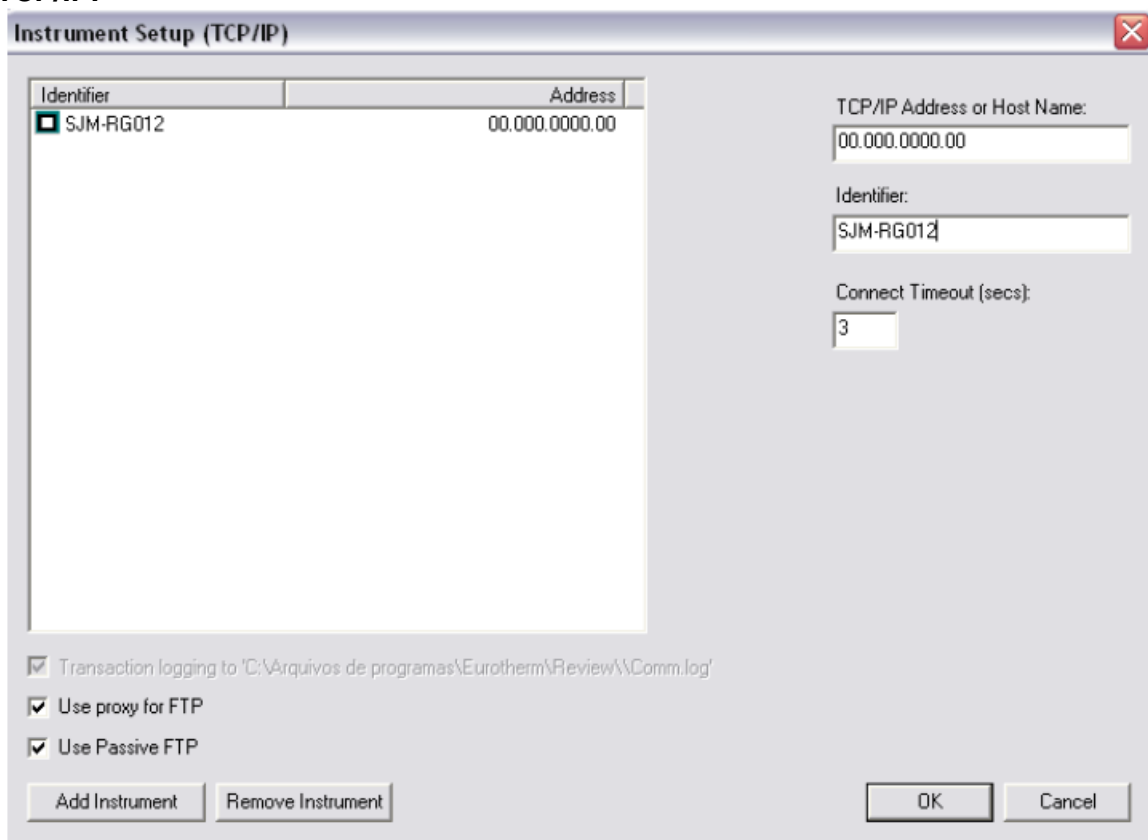 Instrument Setup (TCP/IP)
Identifier Address
SJM-RG012 00.000.0000.00
TCP/IP Address or Host Name:
00.000.0000.00
Identifier:
SJM-RG012
Connect Timeout (secs):
3
Transaction logging to 'C:\Arquivos de programas\Eurotherm\Review\\Comm.log'
Use proxy for FTP
Use Passive FTP
Add Instrument Remove Instrument OK Cancel